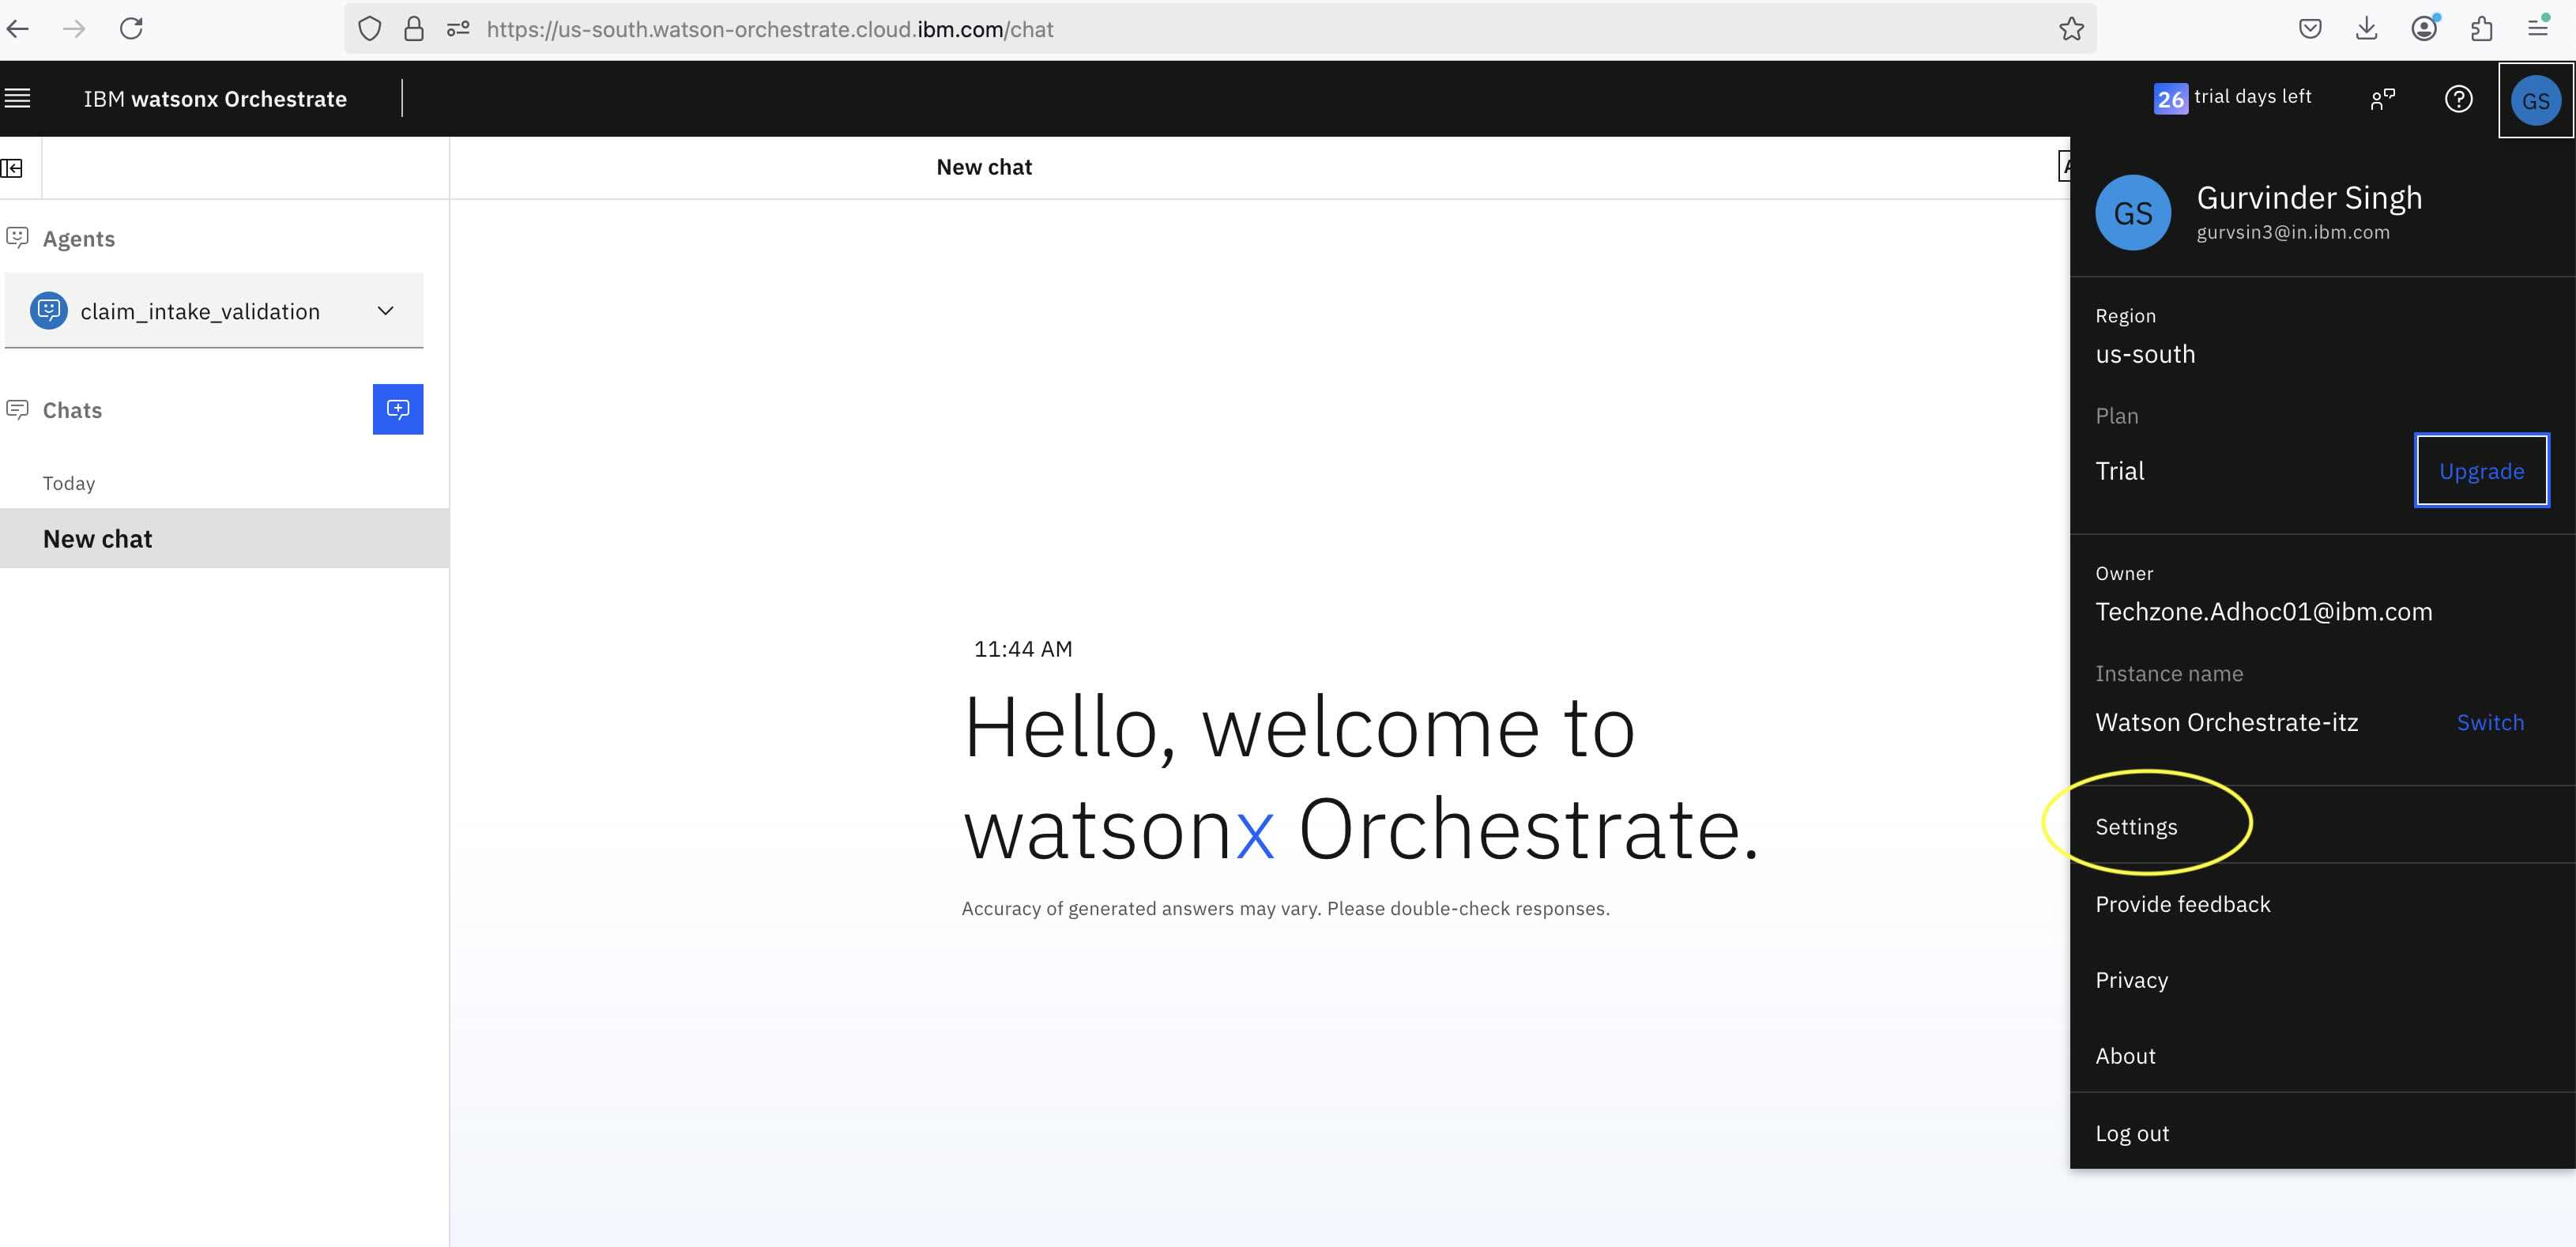 https://us-south.watson-orchestrate.cloud.ibm.com/chat
IBM watsonx Orchestrate
26 trial days left
GS
New chat
Agents
claim_intake_validation
Chats
Today
New chat
11:44 AM
Hello, welcome to
watsonx Orchestrate.
Accuracy of generated answers may vary. Please double-check responses.
GS
Gurvinder Singh
gurvsin3@in.ibm.com
Region
us-south
Plan
Trial
Upgrade
Owner
Techzone.Adhoc01@ibm.com
Instance name
Watson Orchestrate-itz
Switch
Settings
Provide feedback
Privacy
About
Log out